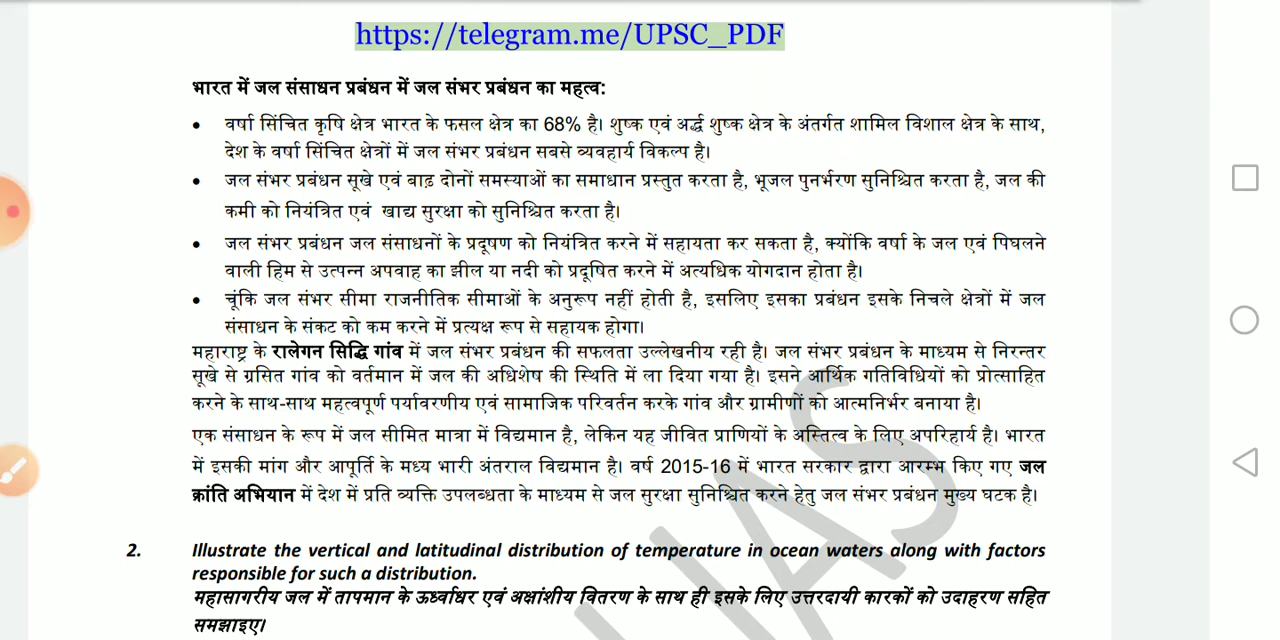 https://telegram.me/UPSC_PDF
भारत में जल संसाधन प्रबंधन में जल संभर प्रबंधन का महत्व:
• वर्षा सिंचित कृषि क्षेत्र भारत के फसल क्षेत्र का 68% है। शुष्क एवं अर्द्ध शुष्क क्षेत्र के अंतर्गत शामिल विशाल क्षेत्र के साथ,
देश के वर्षा सिंचित क्षेत्रों में जल संभर प्रबंधन सबसे व्यवहार्य विकल्प है।
• जल संभर प्रबंधन सूखे एवं बाढ़ दोनों समस्याओं का समाधान प्रस्तुत करता है, भूजल पुनर्भरण सुनिश्चित करता है, जल की
कमी को नियंत्रित एवं खाद्य सुरक्षा को सुनिश्चित करता है।
• जल संभर प्रबंधन जल संसाधनों के प्रदूषण को नियंत्रित करने में सहायता कर सकता है, क्योंकि वर्षा के जल एवं पिघलने
वाली हिम से उत्पन्न अपवाह का झील या नदी को प्रदूषित करने में अत्यधिक योगदान होता है।
• चूंकि जल संभर सीमा राजनीतिक सीमाओं के अनुरूप नहीं होती है, इसलिए इसका प्रबंधन इसके निचले क्षेत्रों में जल
संसाधन के संकट को कम करने में प्रत्यक्ष रूप से सहायक होगा।
महाराष्ट्र के रालेगन सिद्धि गांव में जल संभर प्रबंधन की सफलता उल्लेखनीय रही है। जल संभर प्रबंधन के माध्यम से निरन्तर
सूखे से ग्रसित गांव को वर्तमान में जल की अधिशेष की स्थिति में ला दिया गया है। इसने आर्थिक गतिविधियों को प्रोत्साहित
करने के साथ-साथ महत्वपूर्ण पर्यावरणीय एवं सामाजिक परिवर्तन करके गांव और ग्रामीणों को आत्मनिर्भर बनाया है।
एक संसाधन के रूप में जल सीमित मात्रा में विद्यमान है, लेकिन यह जीवित प्राणियों के अस्तित्व के लिए अपरिहार्य है। भारत
में इसकी मांग और आपूर्ति के मध्य भारी अंतराल विद्यमान है। वर्ष 2015-16 में भारत सरकार द्वारा आरम्भ किए गए जल
क्रांति अभियान में देश में प्रति व्यक्ति उपलब्धता के माध्यम से जल सुरक्षा सुनिश्चित करने हेतु जल संभर प्रबंधन मुख्य घटक है।
2. Illustrate the vertical and latitudinal distribution of temperature in ocean waters along with factors
responsible for such a distribution.
महासागरीय जल में तापमान के ऊर्ध्वाधर एवं अक्षांशीय वितरण के साथ ही इसके लिए उत्तरदायी कारकों को उदाहरण सहित
समझाइए।
IAS